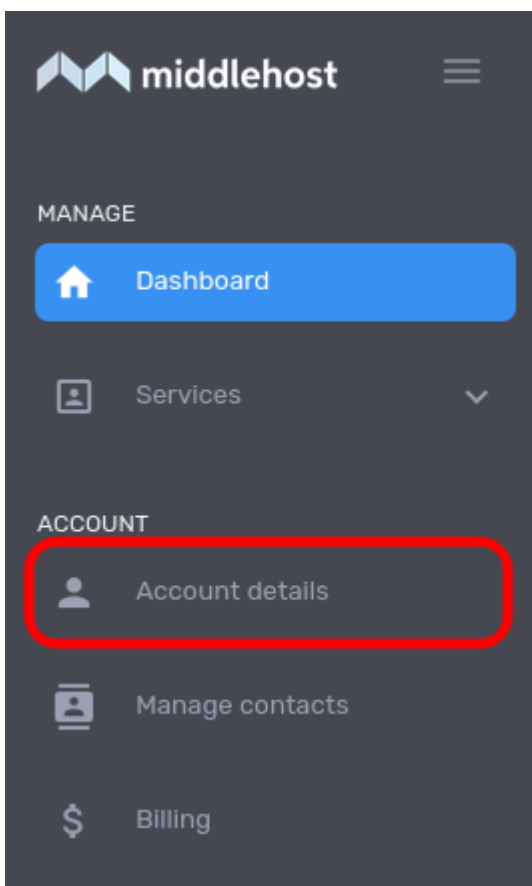 middlehost
MANAGE
Dashboard
Services
ACCOUNT
Account details
Manage contacts
$ Billing